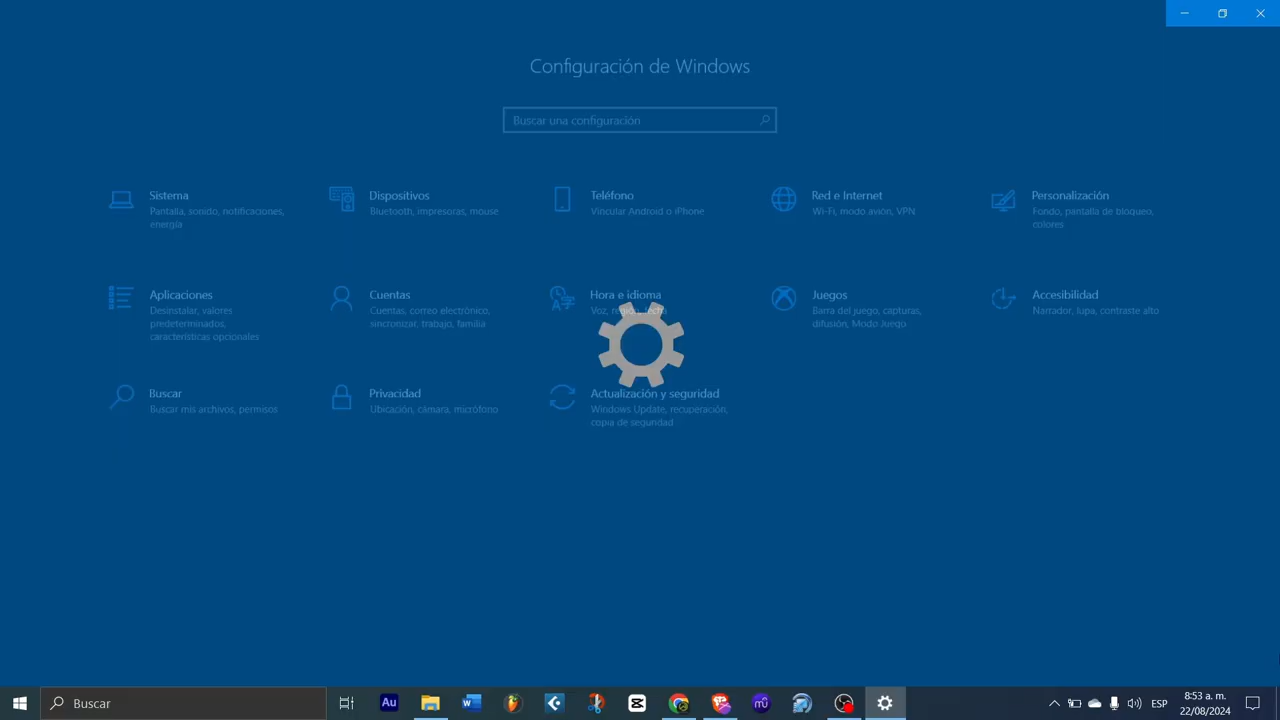 Configuración de Windows
Buscar una configuración
Sistema
Pantalla, sonido, notificaciones,
energía
Dispositivos
Bluetooth, impresoras, mouse
Teléfono
Vincular Android o iPhone
Red e Internet
Wi-Fi, modo avión, VPN
Personalización
Fondo, pantalla de bloqueo,
colores
Aplicaciones
Desinstalar, valores
predeterminados,
características opcionales
Cuentas
Cuentas, correo electrónico,
sincronizar, trabajo, familia
Hora e idioma
Voz, región, fecha
Juegos
Barra del juego, capturas,
difusión, Modo Juego
Accesibilidad
Narrador, lupa, contraste alto
Buscar
Buscar mis archivos, permisos
Privacidad
Ubicación, cámara, micrófono
Actualización y seguridad
Windows Update, recuperación,
copia de seguridad
Buscar
Au
W
ESP
8:53 a. m.
22/08/2024